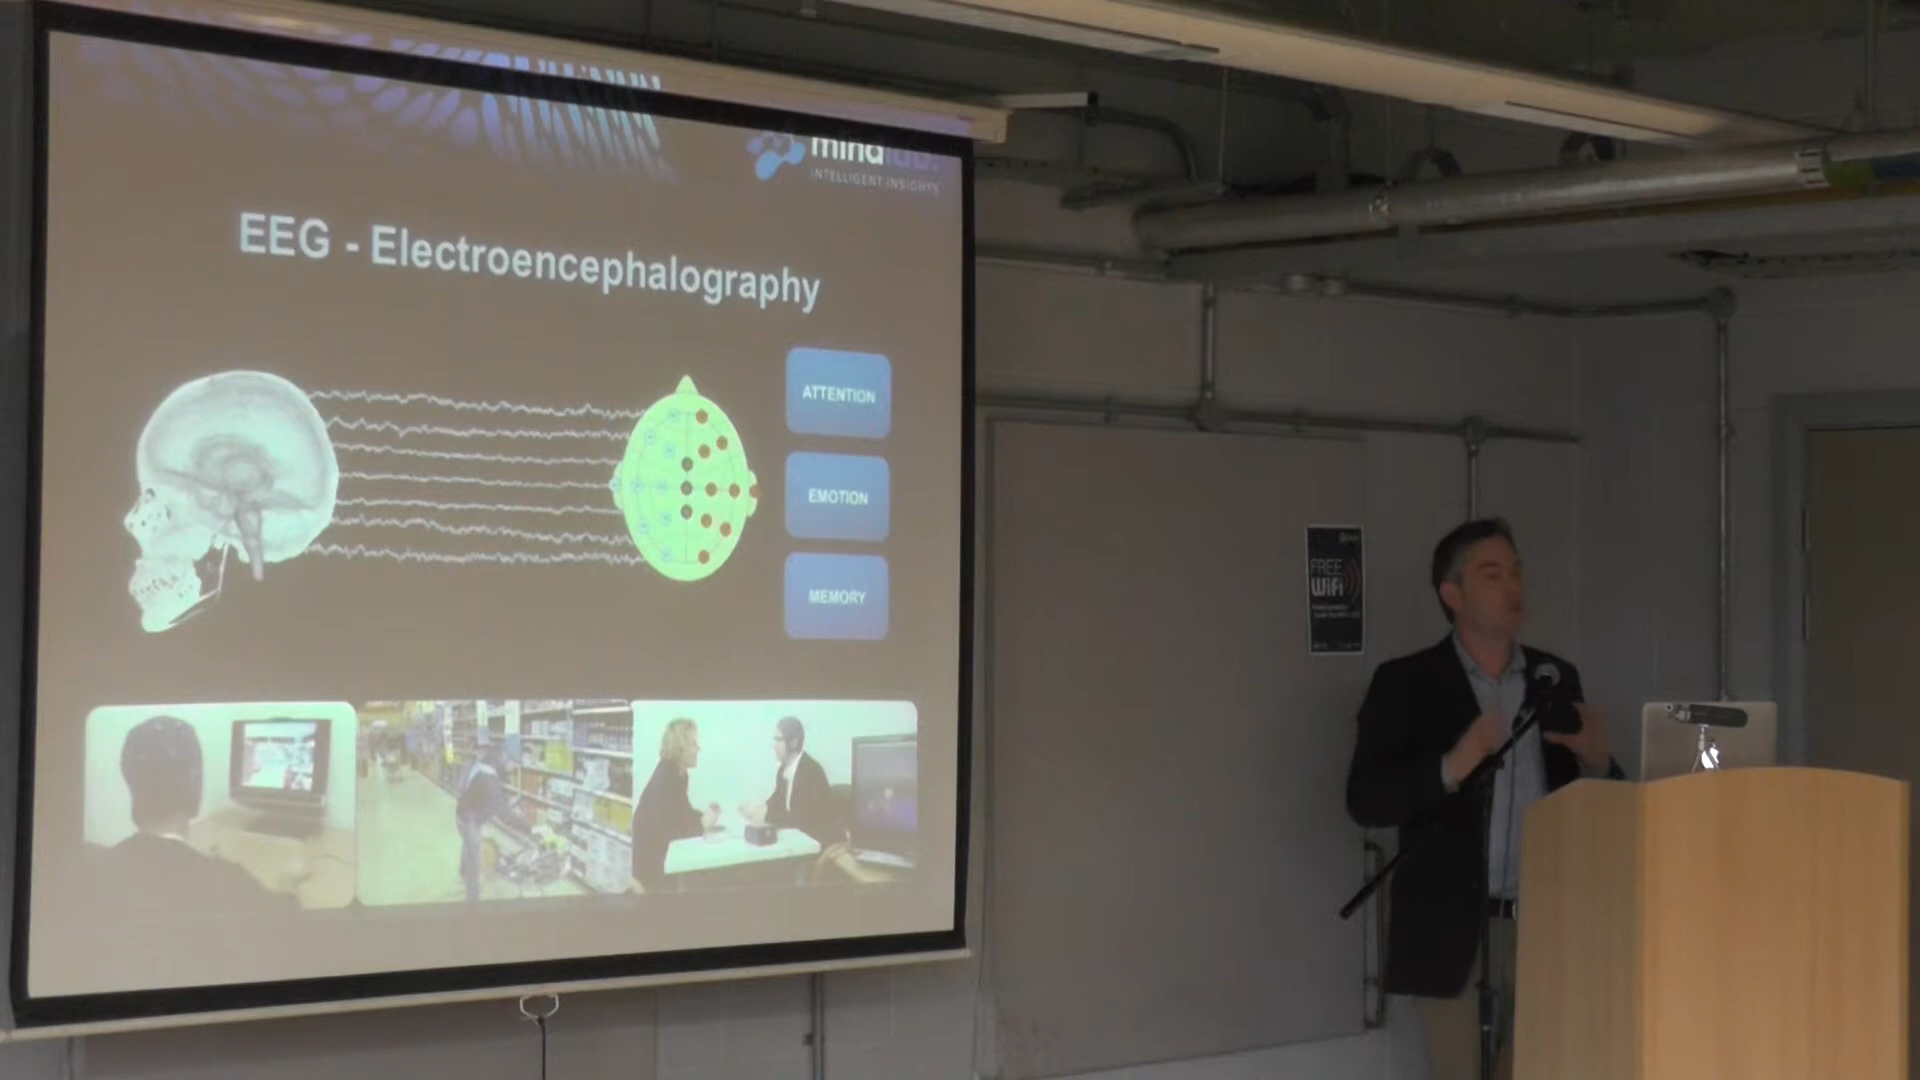 mindlab
INTELLIGENT INSIGHTS
EEG - Electroencephalography
ATTENTION
EMOTION
MEMORY
FREE
WiFi